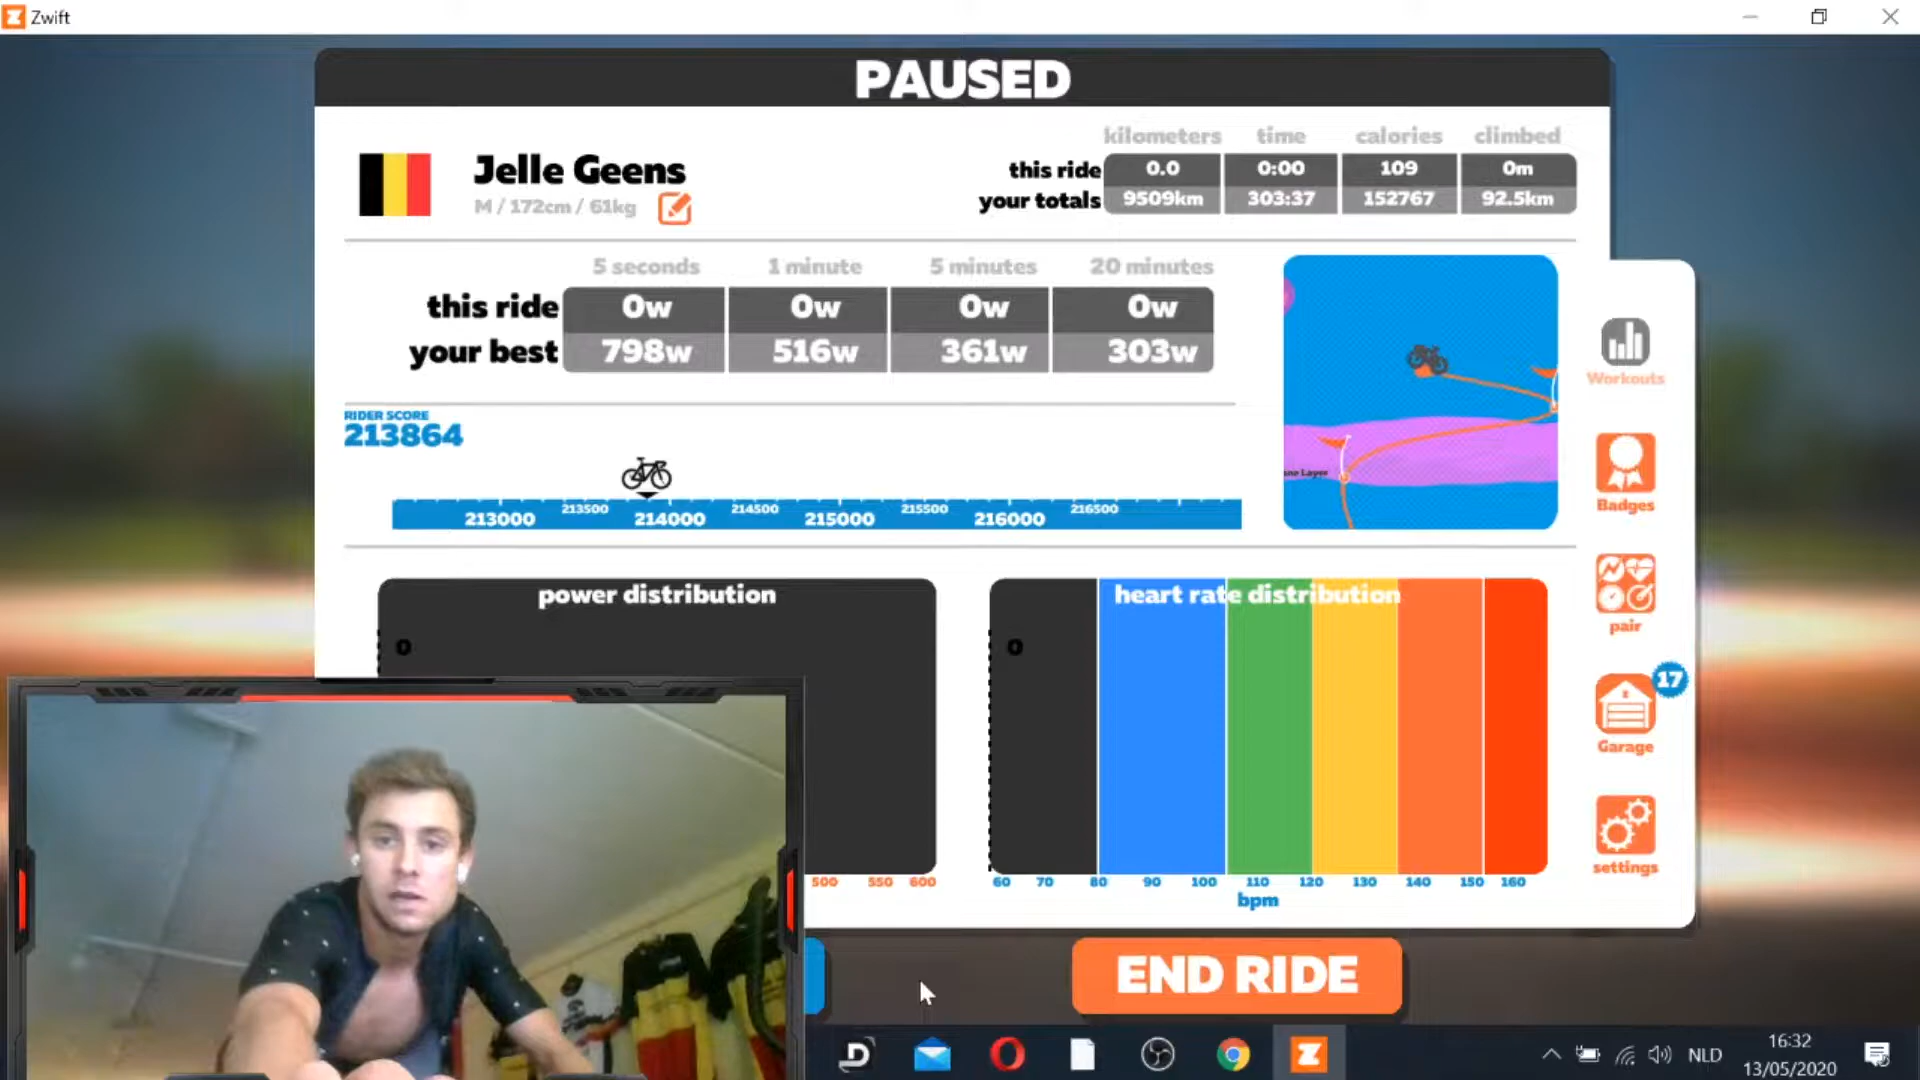 Zwift
PAUSED
Jelle Geens
M / 172cm / 61kg
kilometers time calories climbed
this ride 0.0 0:00 109 0m
your totals 9509km 303:37 152767 92.5km
5 seconds 1 minute 5 minutes 20 minutes
this ride 0w 0w 0w 0w
your best 798w 516w 361w 303w
RIDER SCORE
213864
213000 213500 214000 214500 215000 215500 216000 216500
Layer
Workouts
Badges
pair
17
Garage
settings
power distribution
0
500 550 600
heart rate distribution
0
60 70 80 90 100 110 120 130 140 150 160
bpm
END RIDE
NLD
16:32
13/05/2020